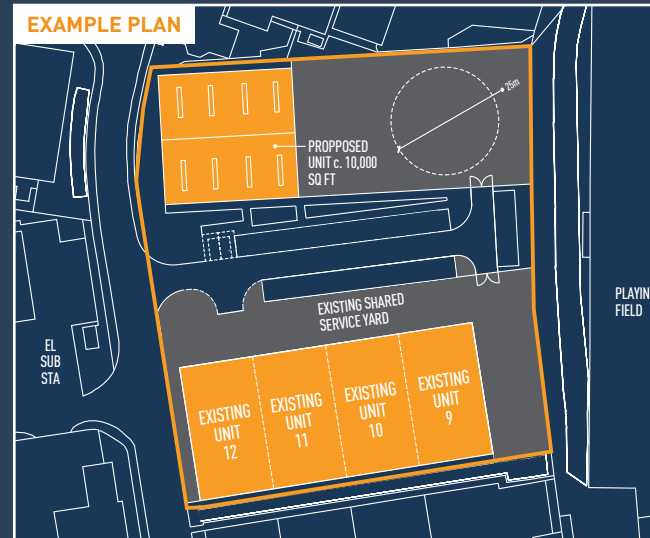 EXAMPLE PLAN
25m
PROPPOSED
UNIT c. 10,000
SQ FT
EXISTING SHARED
SERVICE YARD
PLAYIN
FIELD
EL
SUB
STA
EXISTING
UNIT
12
EXISTING
UNIT
11
EXISTING
UNIT
10
EXISTING
UNIT
9